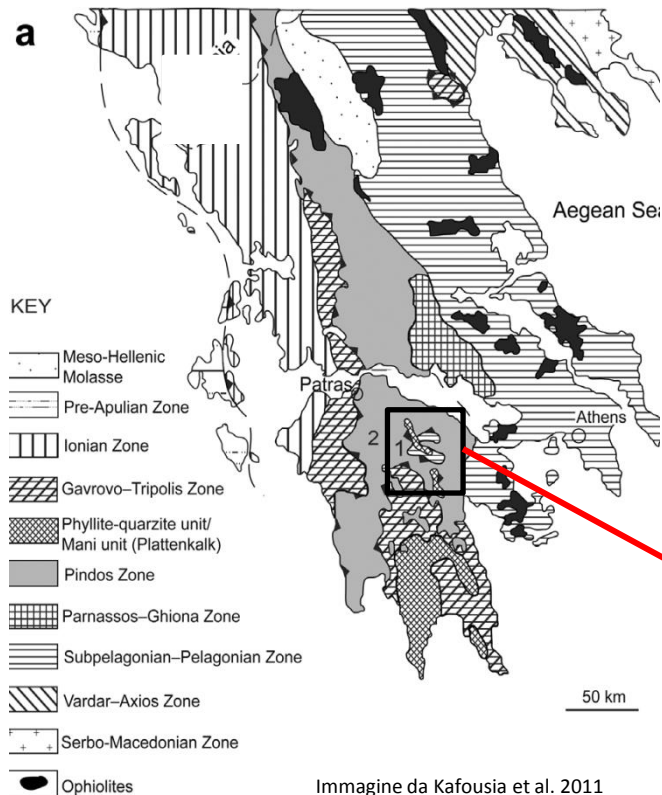 a
ia
Aegean Sea
KEY
Meso-Hellenic
Molasse
Pre-Apulian Zone
Ionian Zone
Gavrovo–Tripolis Zone
Phyllite-quarzite unit/
Mani unit (Plattenkalk)
Pindos Zone
Parnassos–Ghiona Zone
Subpelagonian–Pelagonian Zone
Vardar–Axios Zone
Serbo-Macedonian Zone
Ophiolites
Patras
Athens
2
1
50 km
Immagine da Kafousia et al. 2011